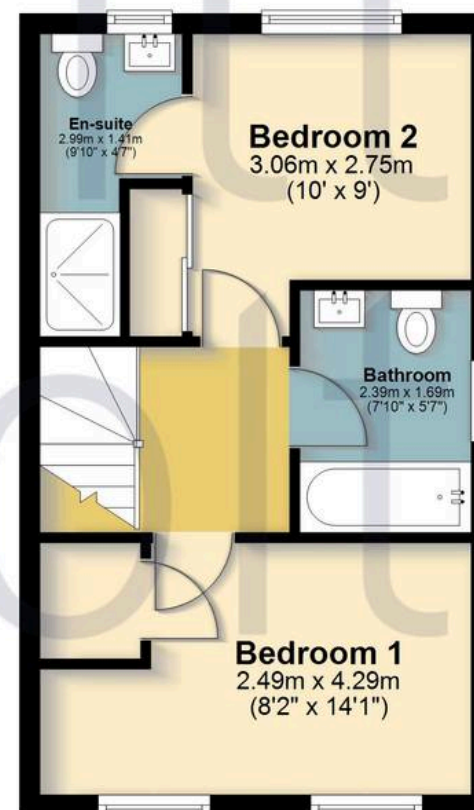 En-suite
2.99m x 1.41m
(9'10" x 4'7")
Bedroom 2
3.06m x 2.75m
(10' x 9')
Bathroom
2.39m x 1.69m
(7'10" x 5'7")
Bedroom 1
2.49m x 4.29m
(8'2" x 14'1")